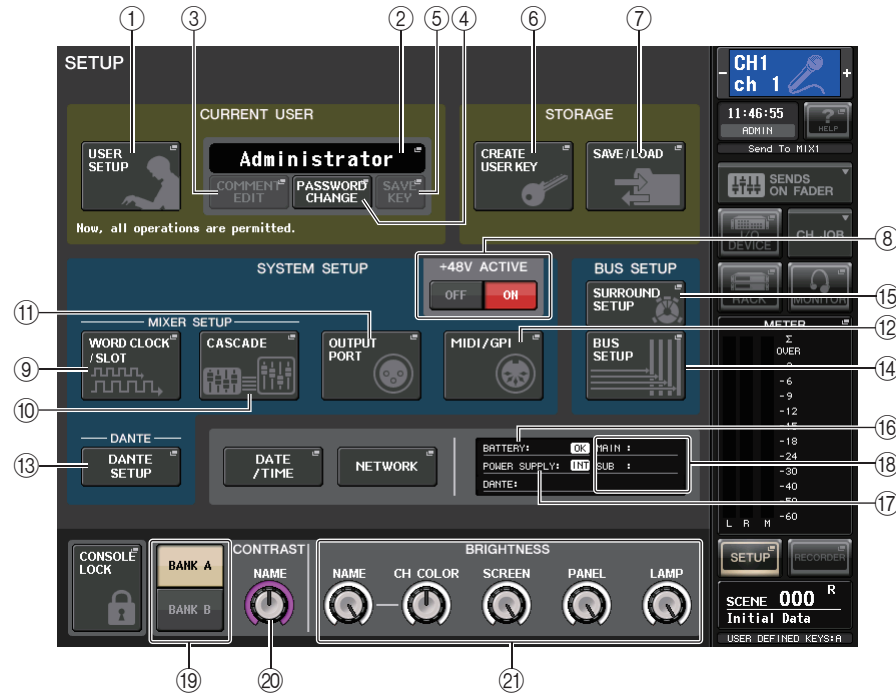 ① ③ ② ⑤ ④ ⑥ ⑦
SETUP
CURRENT USER
STORAGE
USER SETUP
Administrator
COMMENT EDIT
PASSWORD CHANGE
SAVE KEY
CREATE USER KEY
SAVE/LOAD
Now, all operations are permitted.
SYSTEM SETUP
+48V ACTIVE
OFF
ON
BUS SETUP
SURROUND SETUP
MIXER SETUP
WORD CLOCK /SLOT
CASCADE
OUTPUT PORT
MIDI/GPI
BUS SETUP
DANTE
DANTE SETUP
DATE /TIME
NETWORK
BATTERY: OK
POWER SUPPLY: INT
DANTE:
MAIN :
SUB :
CONSOLE LOCK
BANK A
BANK B
CONTRAST
NAME
BRIGHTNESS
NAME
CH COLOR
SCREEN
PANEL
LAMP
- CH1 +
ch 1
11:46:55
ADMIN
?
HELP
Send To MIX1
SENDS ON FADER
I/O DEVICE
CH JOB
RACK
MONITOR
METER
Σ
OVER
-6
-9
-12
-15
-18
-24
-30
-40
-50
-60
L R M
SETUP
RECORDER
SCENE 000 R
Initial Data
USER DEFINED KEYS:A
⑧
⑪
⑮
⑫
⑨
⑭
⑩
⑯
⑬
⑱
⑰
⑲ ⑳ ㉑